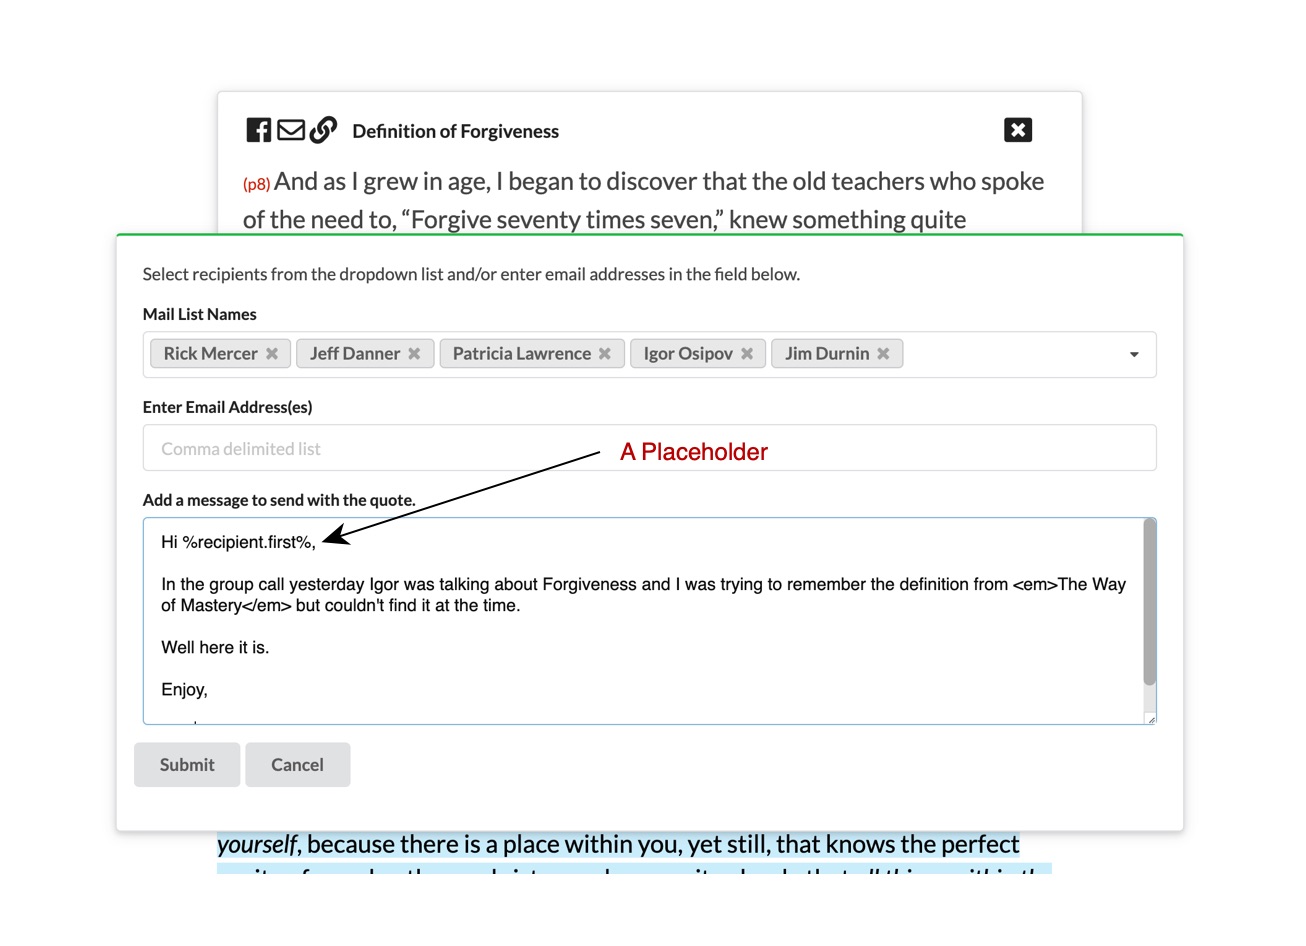 Definition of Forgiveness
(p8) And as I grew in age, I began to discover that the old teachers who spoke
of the need to, “Forgive seventy times seven,” knew something quite
Select recipients from the dropdown list and/or enter email addresses in the field below.
Mail List Names
Rick Mercer Jeff Danner Patricia Lawrence Igor Osipov Jim Durnin
Enter Email Address(es)
Comma delimited list
A Placeholder
Add a message to send with the quote.
Hi %recipient.first%,
In the group call yesterday Igor was talking about Forgiveness and I was trying to remember the definition from <em>The Way
of Mastery</em> but couldn't find it at the time.
Well here it is.
Enjoy,
Submit Cancel
yourself, because there is a place within you, yet still, that knows the perfect